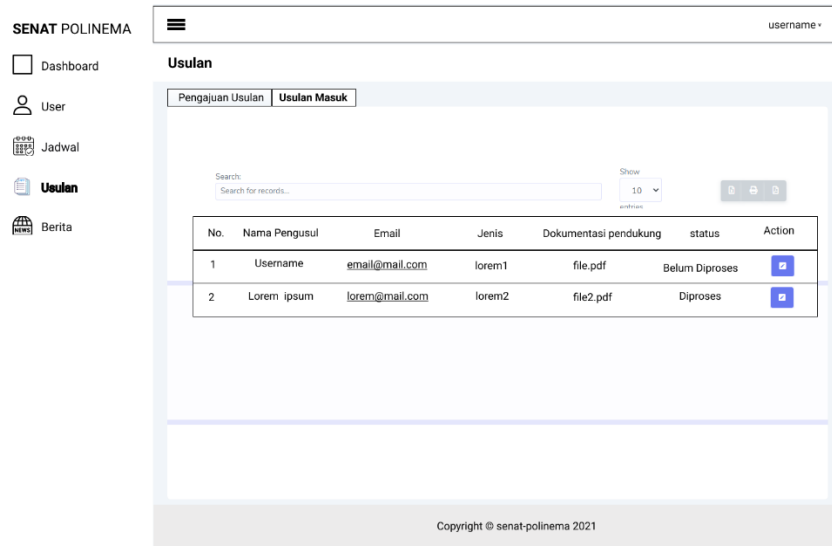 SENAT POLINEMA
username
Dashboard
Usulan
User
Pengajuan Usulan
Usulan Masuk
Jadwal
Search:
Search for records...
Show
10
entries
Usulan
NEWS
Berita
No.
Nama Pengusul
Email
Jenis
Dokumentasi pendukung
status
Action
1
Username
email@mail.com
lorem1
file.pdf
Belum Diproses
2
Lorem ipsum
lorem@mail.com
lorem2
file2.pdf
Diproses
Copyright © senat-polinema 2021